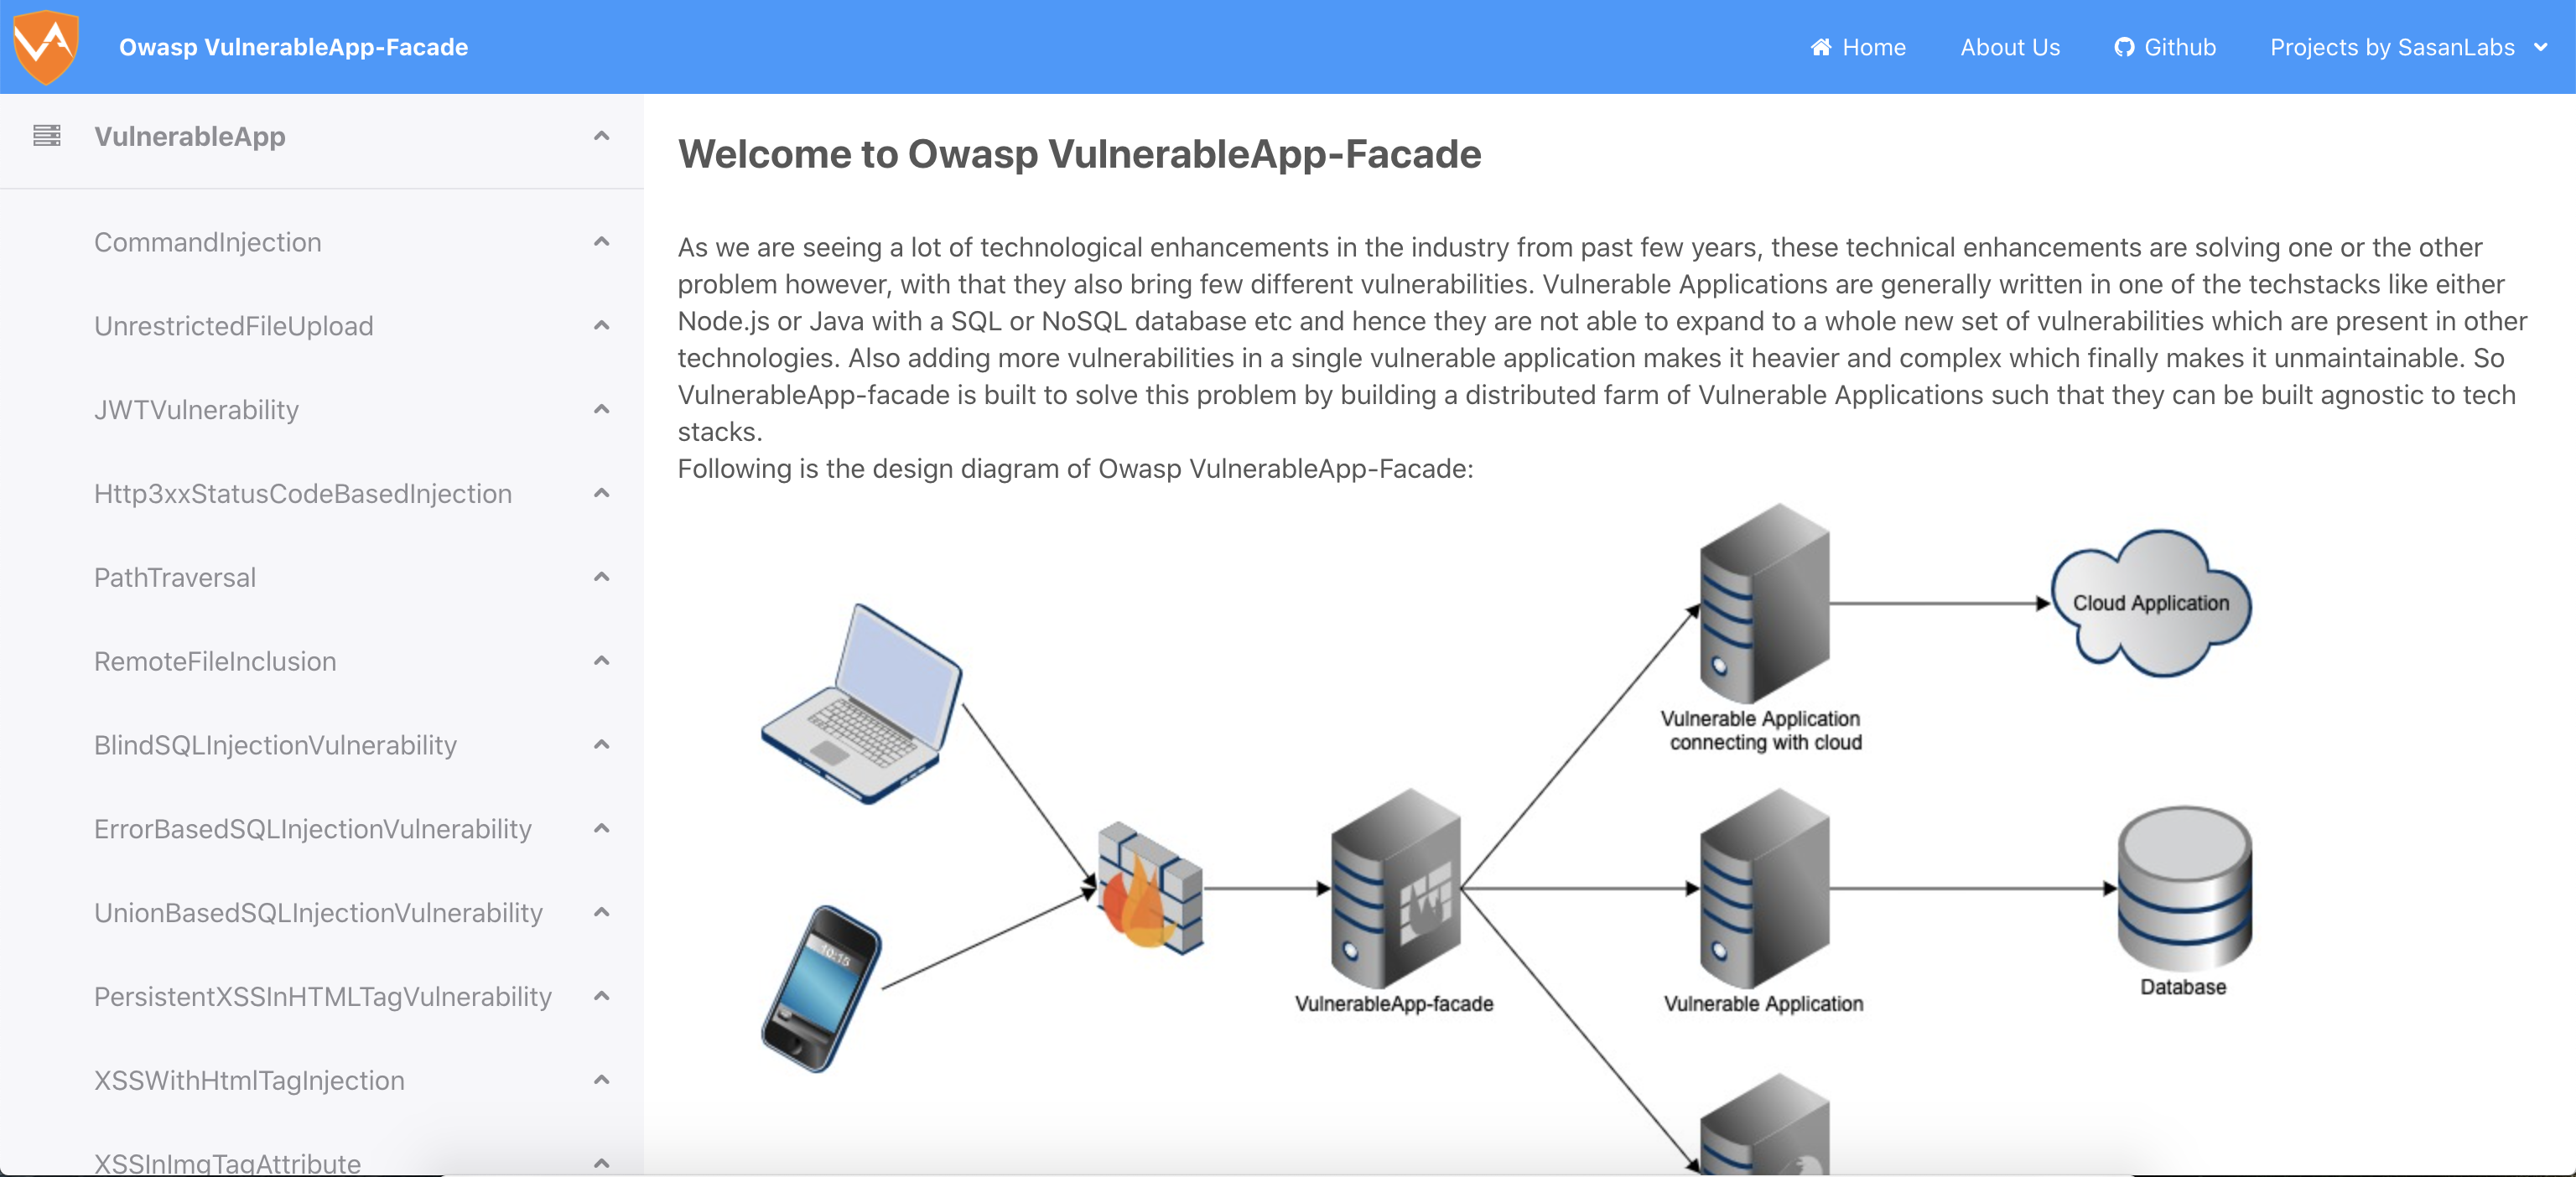 Owasp VulnerableApp-Facade
Home
About Us
Github
Projects by SasanLabs
VulnerableApp
CommandInjection
UnrestrictedFileUpload
JWTVulnerability
Http3xxStatusCodeBasedInjection
PathTraversal
RemoteFileInclusion
BlindSQLInjectionVulnerability
ErrorBasedSQLInjectionVulnerability
UnionBasedSQLInjectionVulnerability
PersistentXSSInHTMLTagVulnerability
XSSWithHtmlTagInjection
XSSInImgTagAttribute
Welcome to Owasp VulnerableApp-Facade
As we are seeing a lot of technological enhancements in the industry from past few years, these technical enhancements are solving one or the other
problem however, with that they also bring few different vulnerabilities. Vulnerable Applications are generally written in one of the techstacks like either
Node.js or Java with a SQL or NoSQL database etc and hence they are not able to expand to a whole new set of vulnerabilities which are present in other
technologies. Also adding more vulnerabilities in a single vulnerable application makes it heavier and complex which finally makes it unmaintainable. So
VulnerableApp-facade is built to solve this problem by building a distributed farm of Vulnerable Applications such that they can be built agnostic to tech
stacks.
Following is the design diagram of Owasp VulnerableApp-Facade:
Cloud Application
Vulnerable Application
connecting with cloud
10:15
VulnerableApp-facade
Vulnerable Application
Database